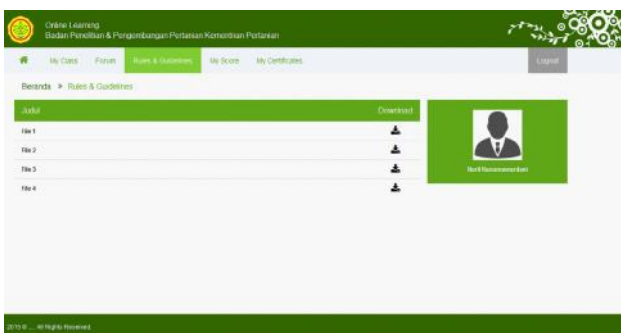 Online Learning
Badan Penelitian & Pengembangan Pertanian Kementrian Pertanian
My Class Forum Rules & Guidelines My Score My Certificates Logout
Beranda > Rules & Guidelines
Judul Download
File 1
File 2
File 3
File 4
2015 © .... All Rights Reserved.